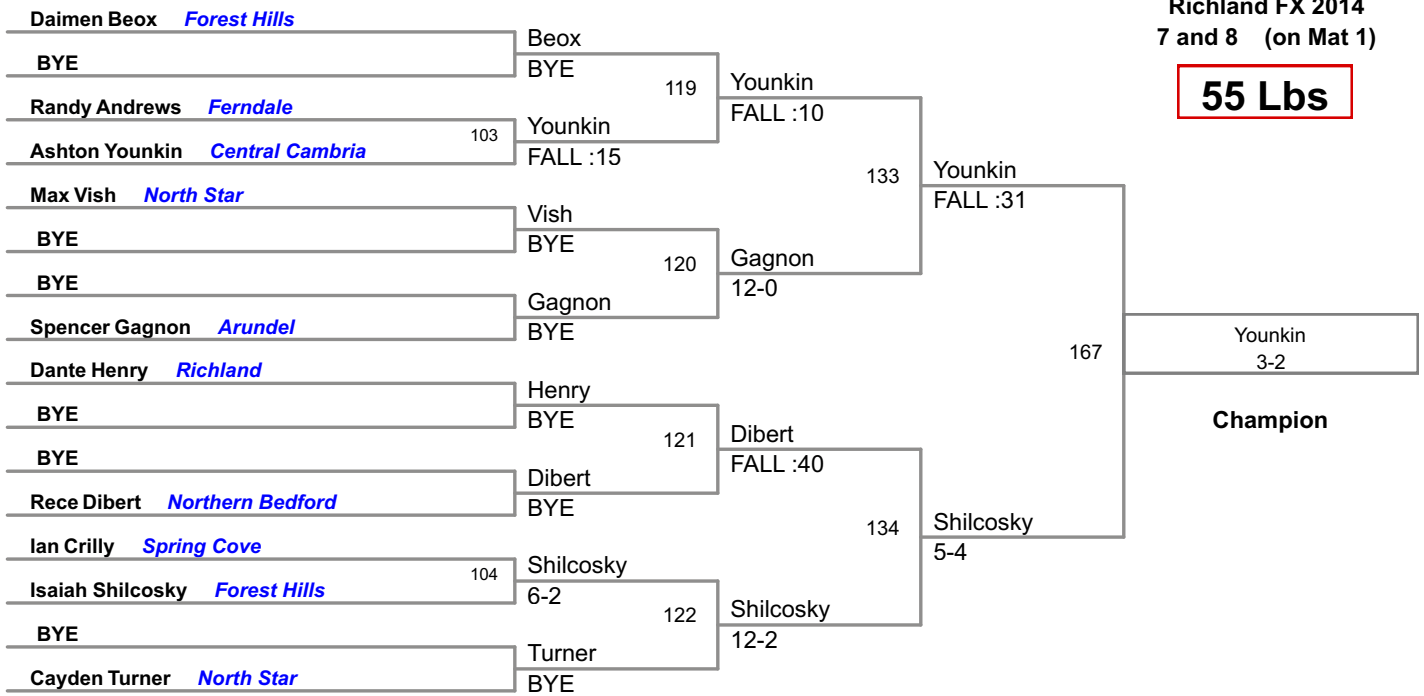 Richland FX 2014
7 and 8 (on Mat 1)
55 Lbs
Daimen Beox Forest Hills
BYE
Randy Andrews Ferndale
Ashton Younkin Central Cambria
Max Vish North Star
BYE
BYE
Spencer Gagnon Arundel
Dante Henry Richland
BYE
BYE
Rece Dibert Northern Bedford
Ian Crilly Spring Cove
Isaiah Shilcosky Forest Hills
BYE
Cayden Turner North Star
103
104
Beox
BYE
Younkin
FALL :15
Vish
BYE
Gagnon
BYE
Henry
BYE
Dibert
BYE
Shilcosky
6-2
Turner
BYE
119
120
121
122
Younkin
FALL :10
Gagnon
12-0
Dibert
FALL :40
Shilcosky
12-2
133
134
Younkin
FALL :31
Shilcosky
5-4
167
Younkin
3-2
Champion